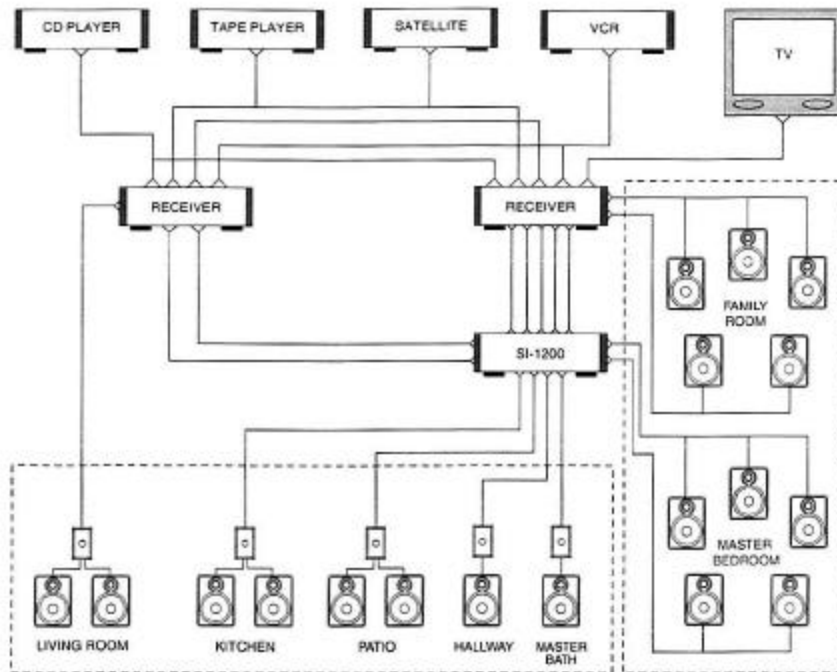 CD PLAYER
TAPE PLAYER
SATELLITE
VCR
TV
RECEIVER
RECEIVER
FAMILY
ROOM
SI-1200
MASTER
BEDROOM
LIVING ROOM
KITCHEN
PATIO
HALLWAY
MASTER
BATH